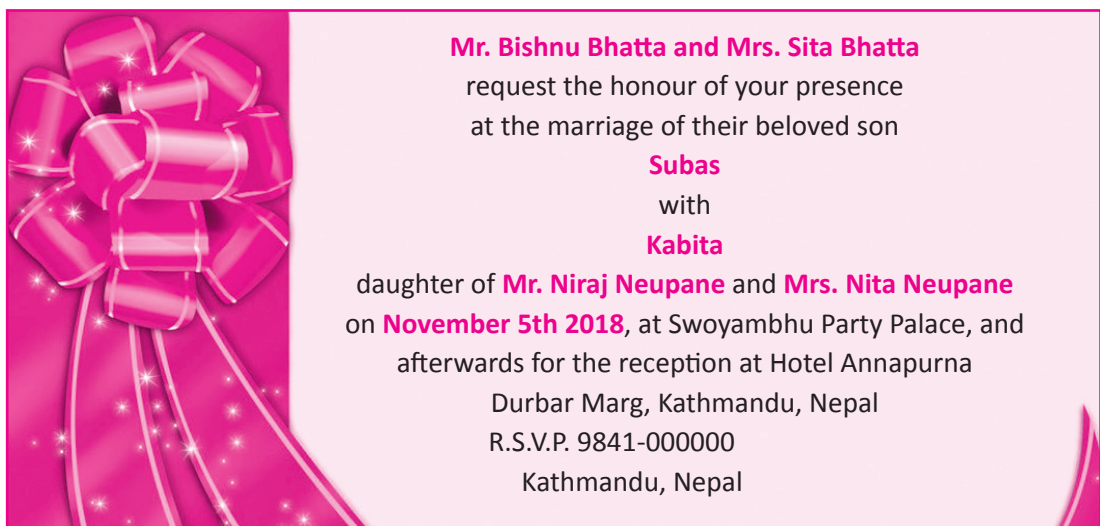 Mr. Bishnu Bhatta and Mrs. Sita Bhatta
request the honour of your presence
at the marriage of their beloved son
Subas
with
Kabita
daughter of Mr. Niraj Neupane and Mrs. Nita Neupane
on November 5th 2018, at Swoyambhu Party Palace, and
afterwards for the reception at Hotel Annapurna
Durbar Marg, Kathmandu, Nepal
R.S.V.P. 9841-000000
Kathmandu, Nepal